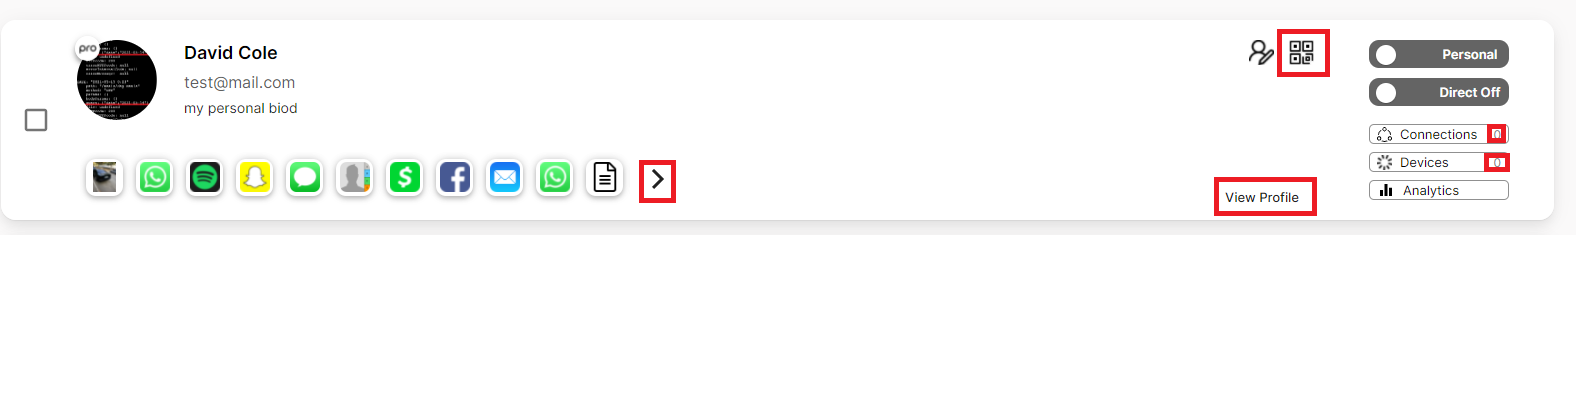 pro
David Cole
test@mail.com
my personal biod
Personal
Direct Off
Connections 0
Devices 0
Analytics
View Profile